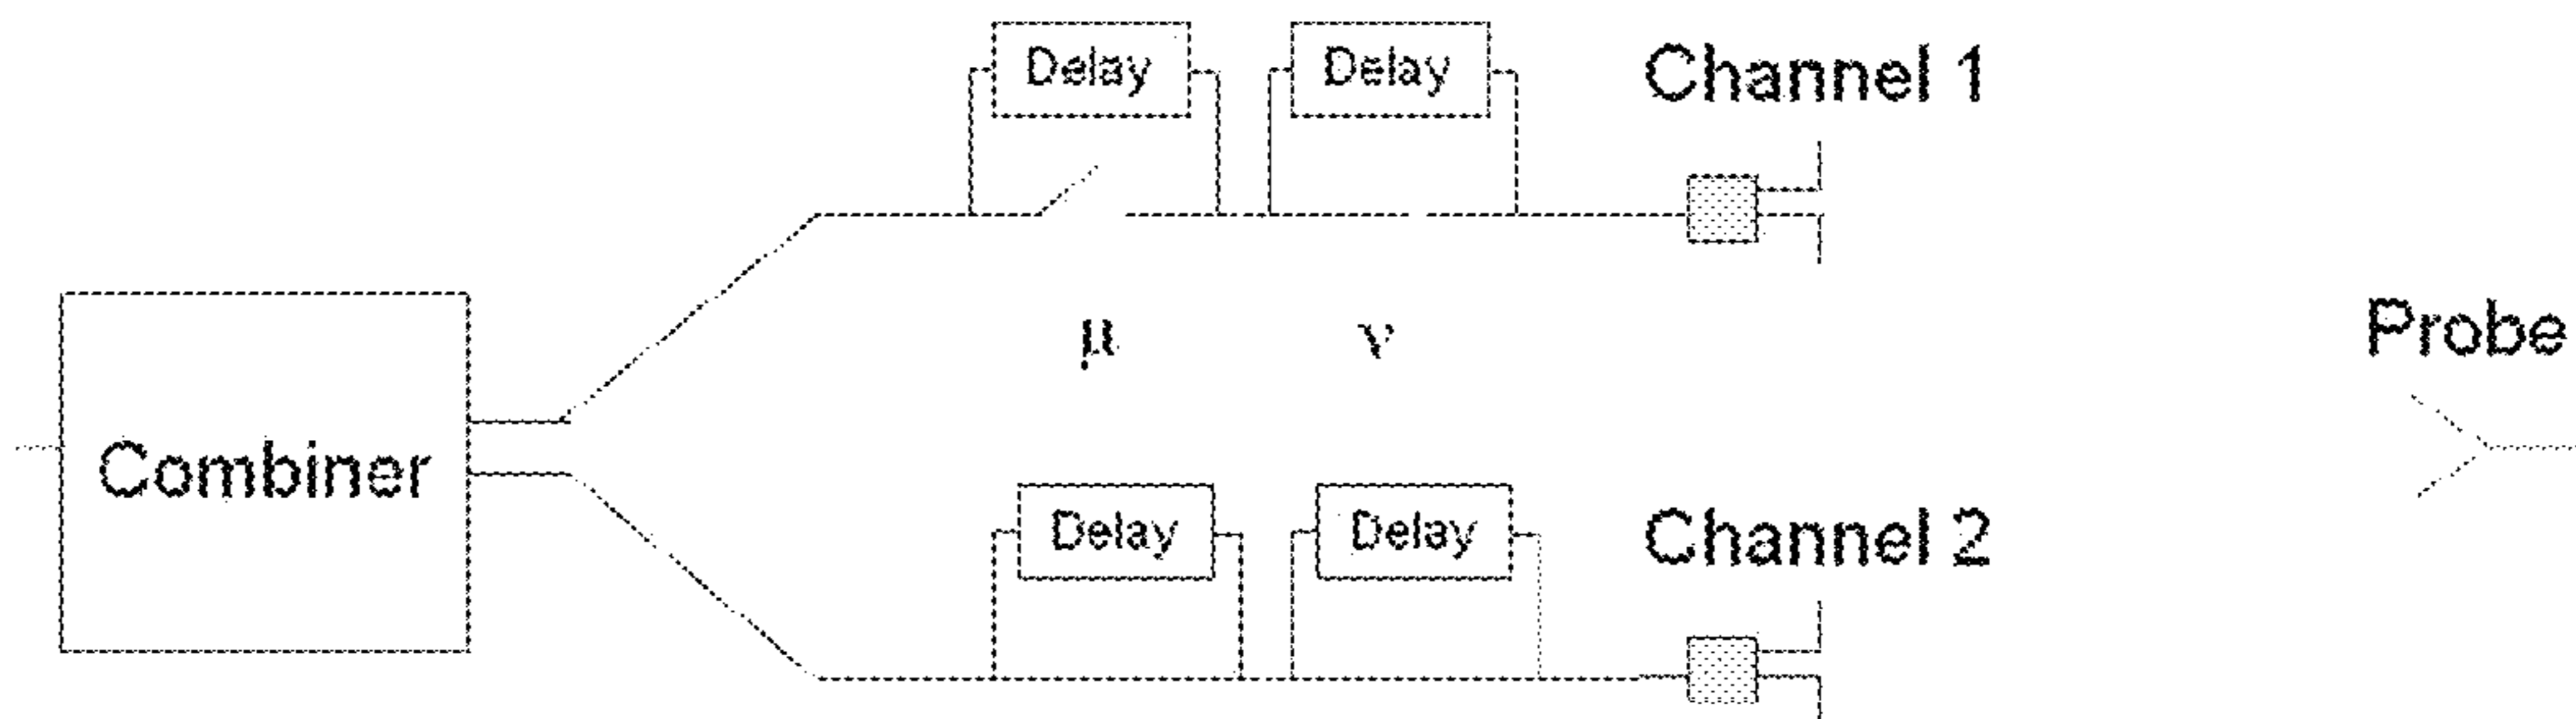 Delay Delay Channel 1
μ ν Probe
Combiner
Delay Delay Channel 2